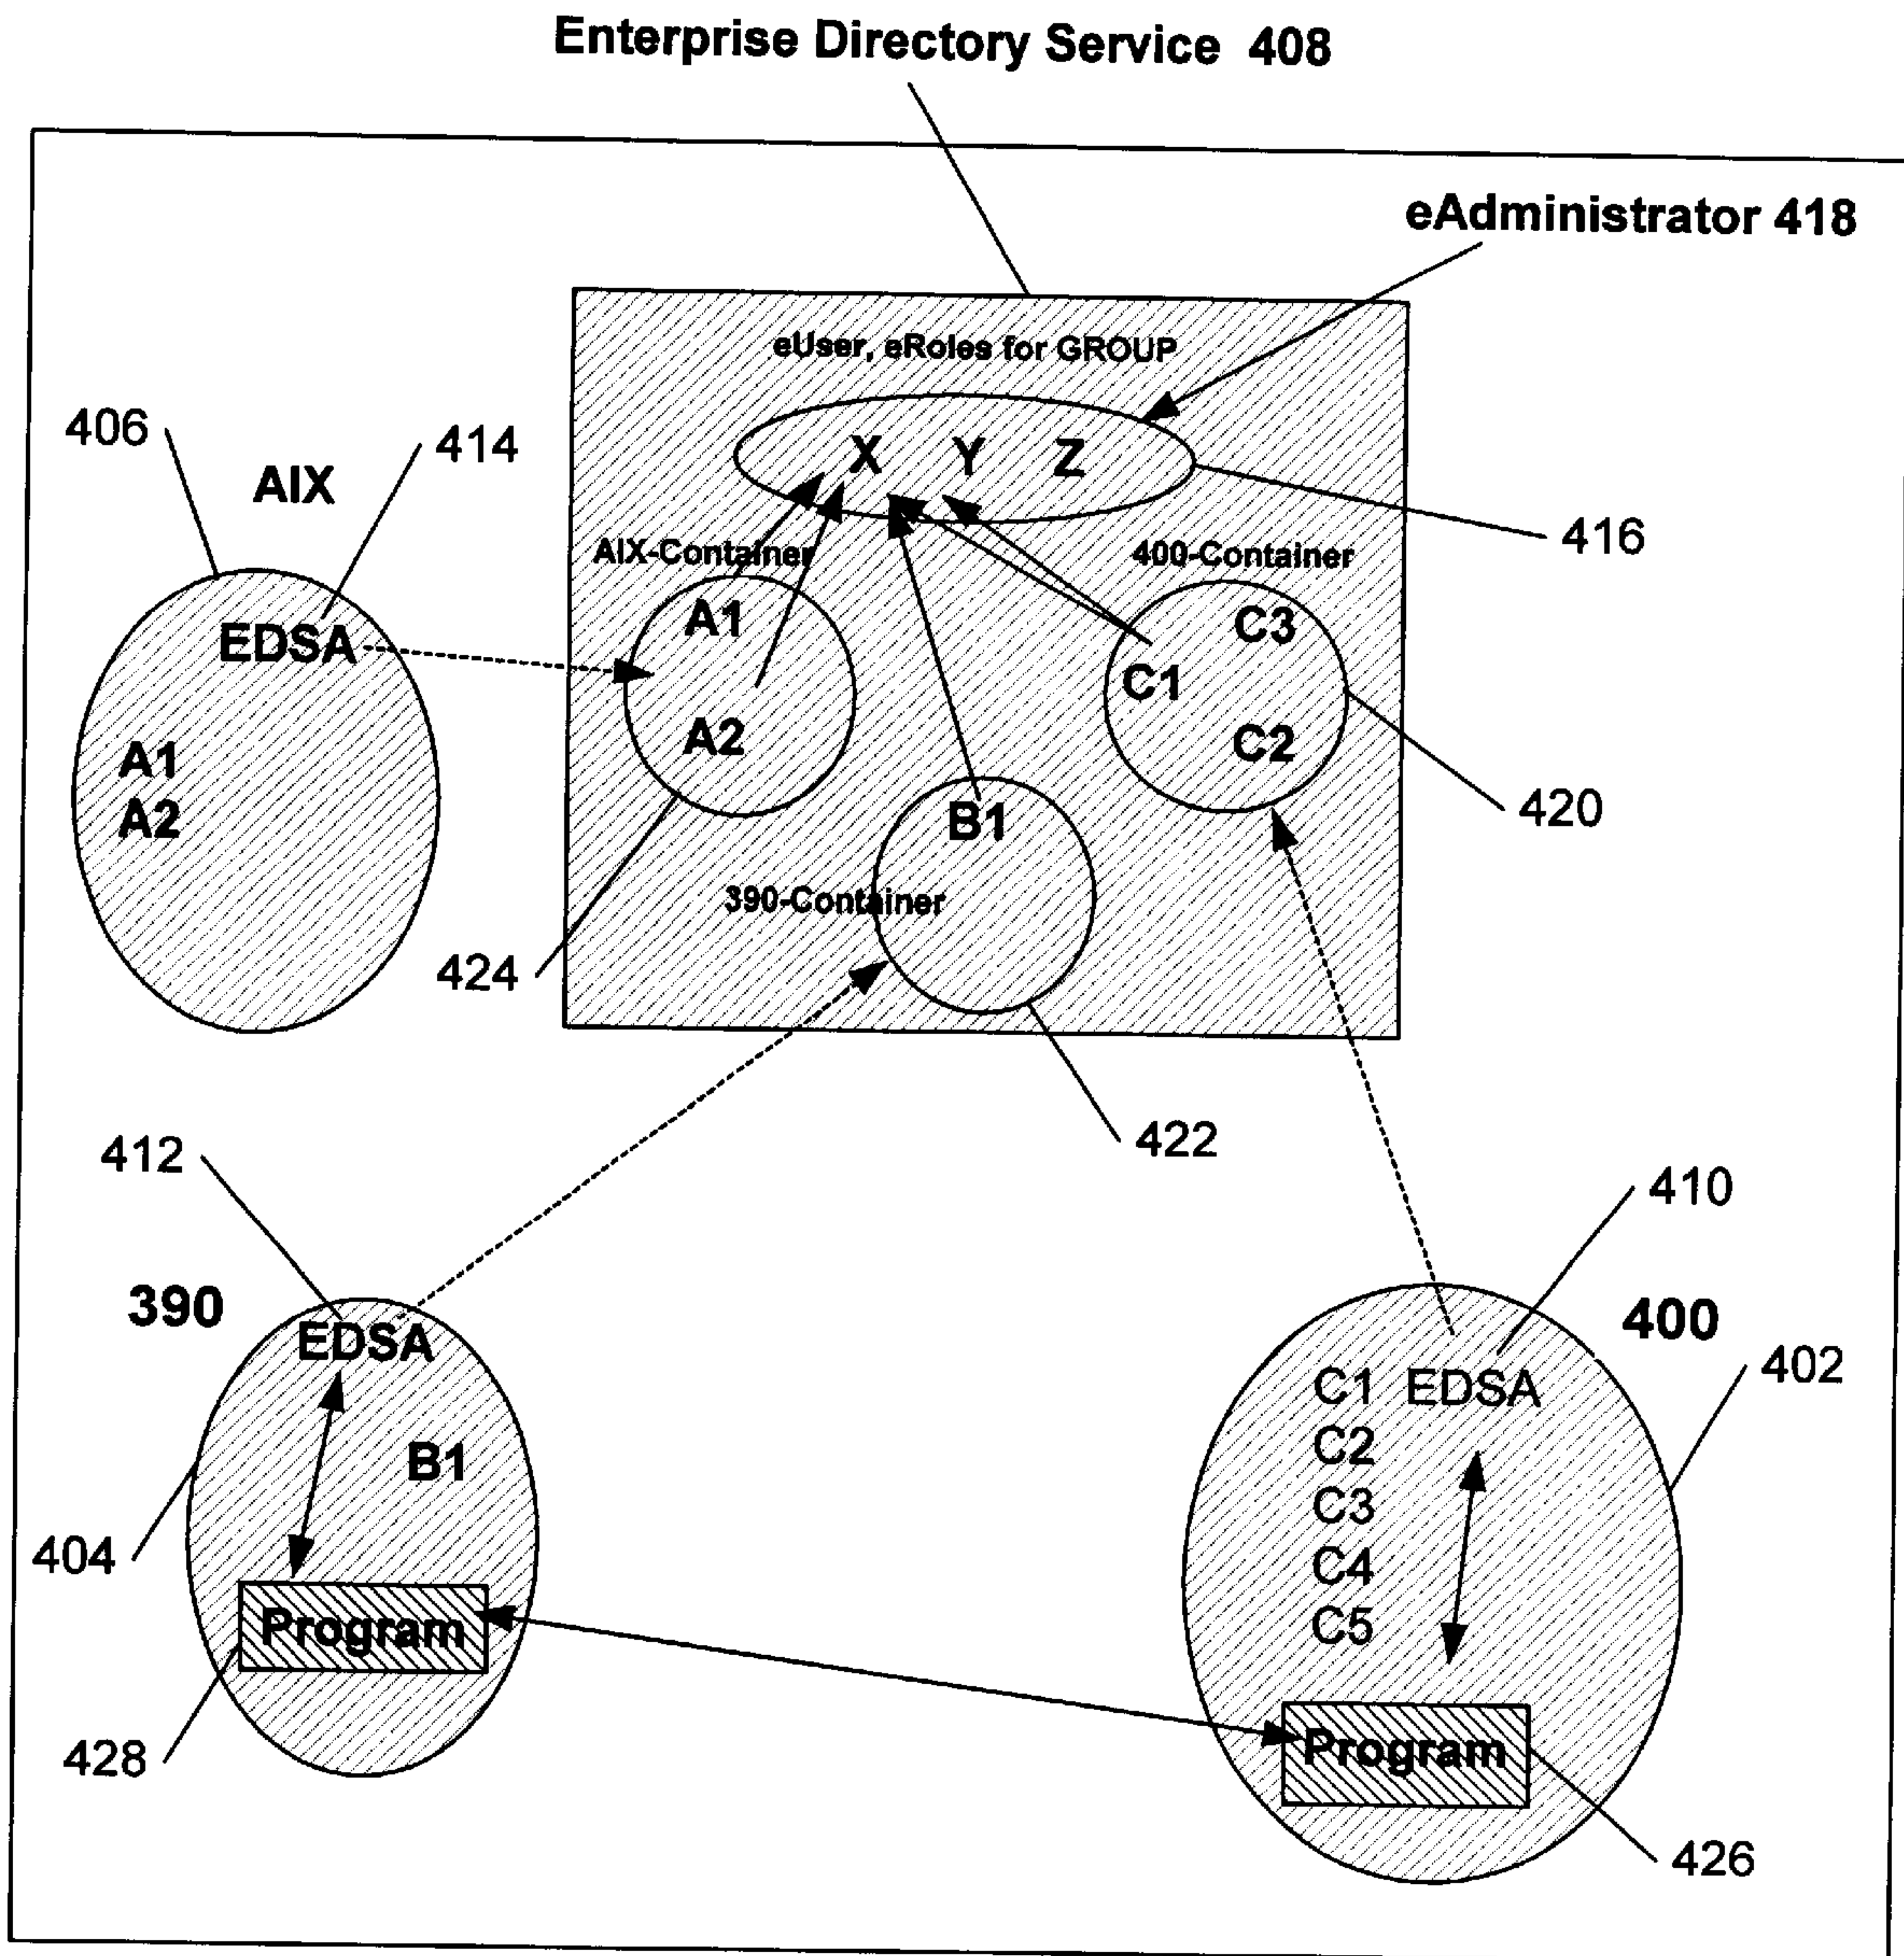 Enterprise Directory Service 408
eAdministrator 418
eUser, eRoles for GROUP
406
AIX
414
X Y Z
416
AIX-Container
400-Container
EDSA
A1
A2
A1
A2
C3
C1
C2
420
B1
390-Container
424
422
412
410
390
EDSA
B1
404
Program
428
400
402
C1 EDSA
C2
C3
C4
C5
Program
426